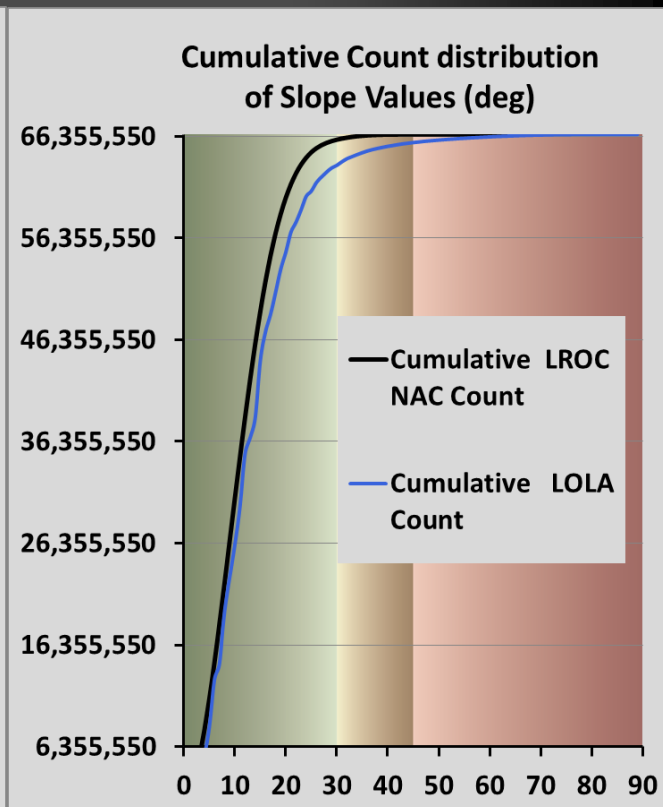 Cumulative Count distribution
of Slope Values (deg)
66,355,550
56,355,550
46,355,550
36,355,550
26,355,550
16,355,550
6,355,550
Cumulative LROC
NAC Count
Cumulative LOLA
Count
0 10 20 30 40 50 60 70 80 90